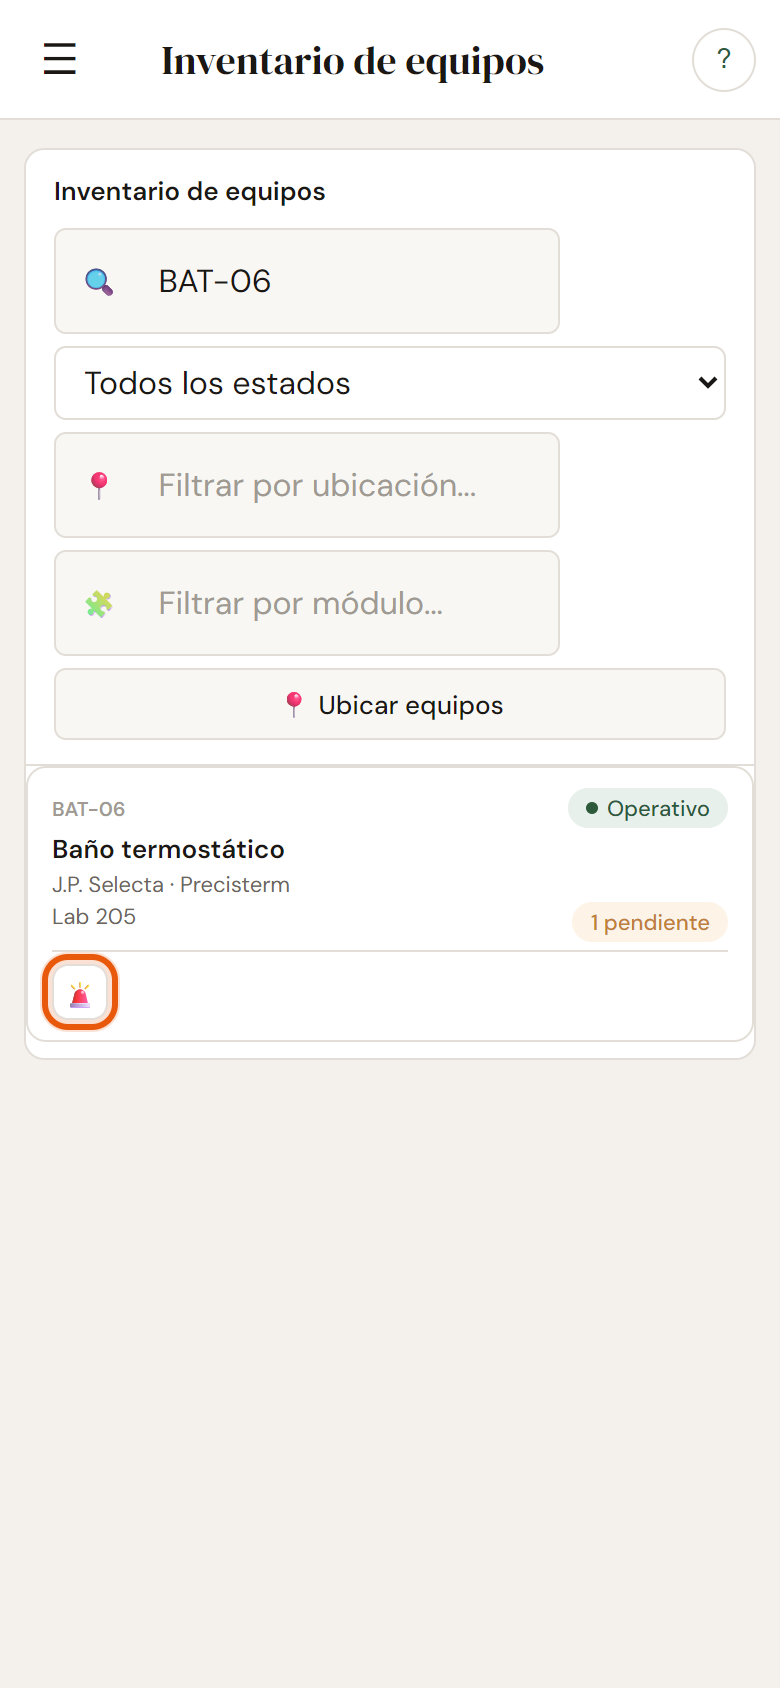 Inventario de equipos
?
Inventario de equipos
BAT-06
Todos los estados
Filtrar por ubicación...
Filtrar por módulo...
Ubicar equipos
BAT-06
Operativo
Baño termostático
J.P. Selecta · Precisterm
Lab 205
1 pendiente